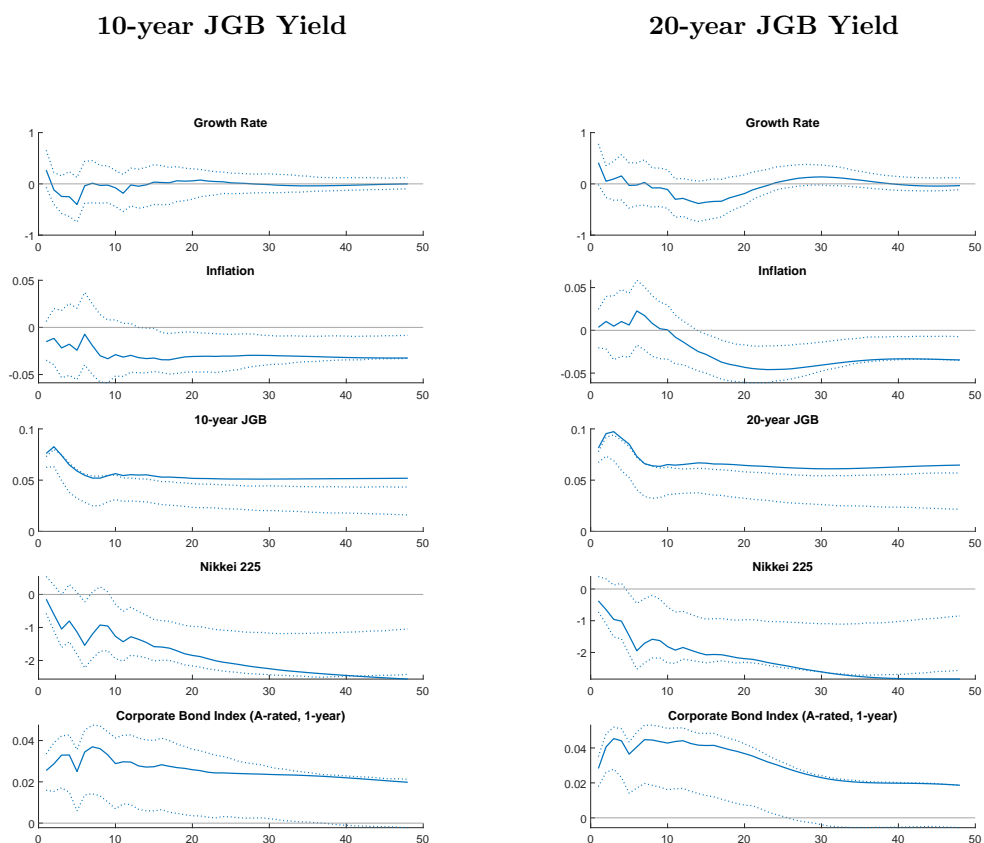 10-year JGB Yield
20-year JGB Yield
Growth Rate
1
0
-1
0 10 20 30 40 50
Inflation
0.05
0
-0.05
0 10 20 30 40 50
10-year JGB
0.1
0.05
0
0 10 20 30 40 50
Nikkei 225
0
-1
-2
0 10 20 30 40 50
Corporate Bond Index (A-rated, 1-year)
0.04
0.02
0
0 10 20 30 40 50
Growth Rate
1
0
-1
0 10 20 30 40 50
Inflation
0.05
0
-0.05
0 10 20 30 40 50
20-year JGB
0.1
0.05
0
0 10 20 30 40 50
Nikkei 225
0
-1
-2
0 10 20 30 40 50
Corporate Bond Index (A-rated, 1-year)
0.04
0.02
0
0 10 20 30 40 50